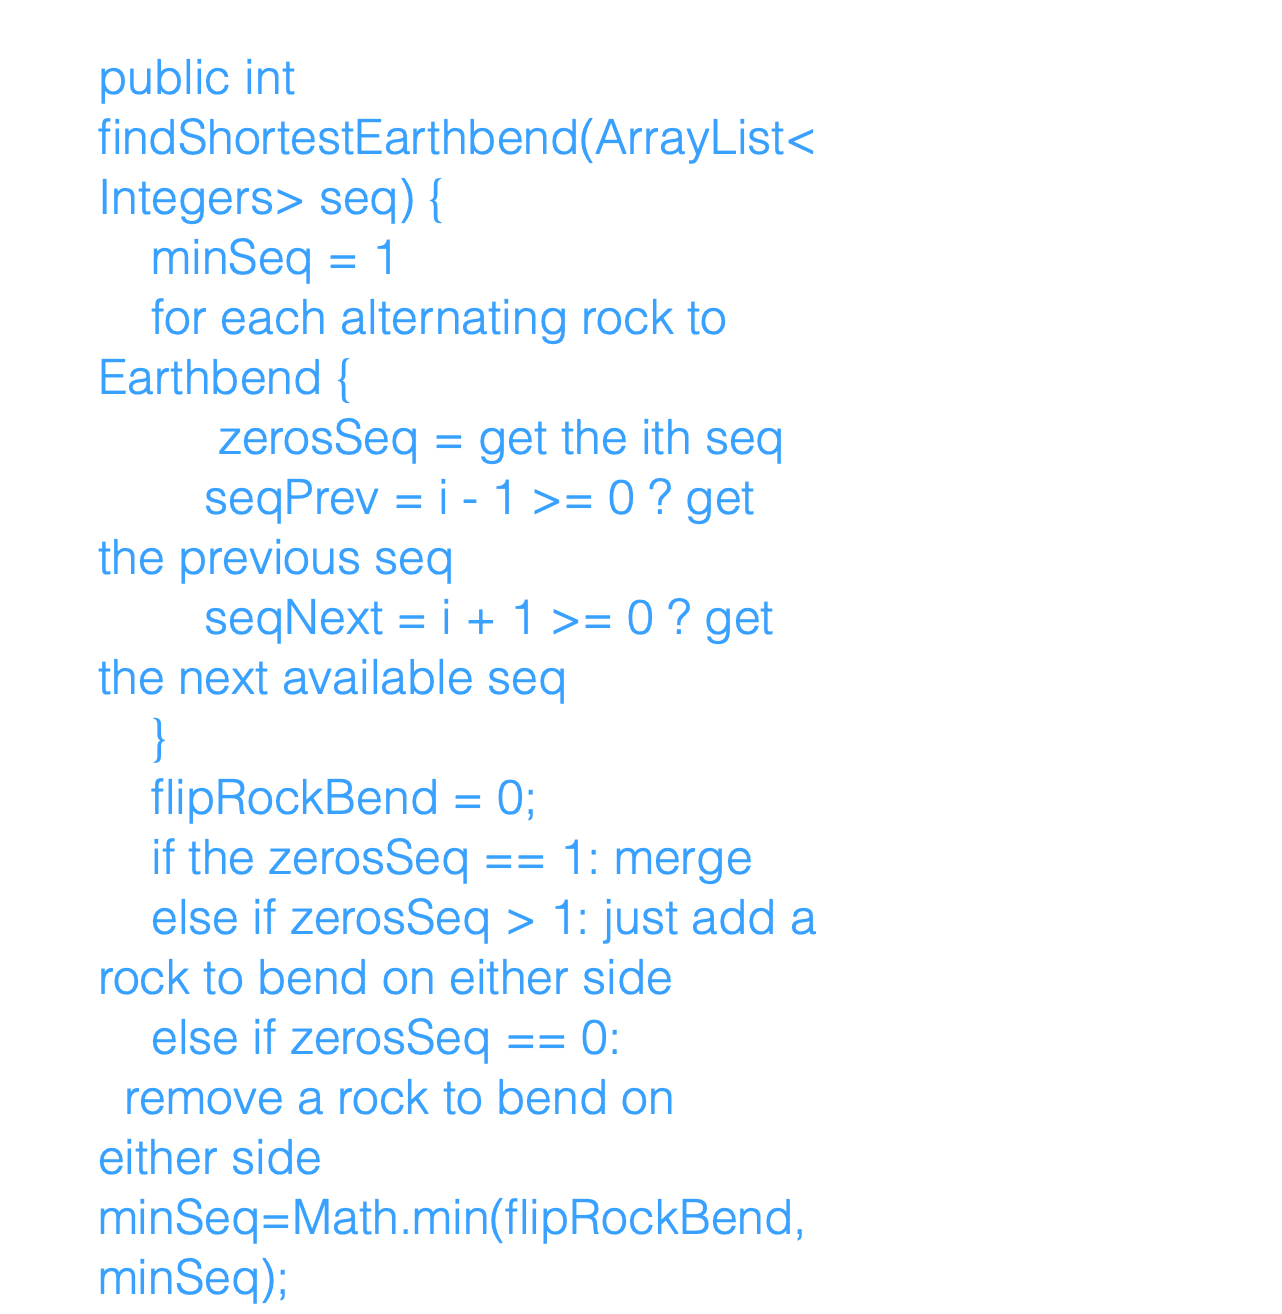 public int
findShortestEarthbend(ArrayList<
Integers> seq) {
minSeq = 1
for each alternating rock to
Earthbend {
zerosSeq = get the ith seq
seqPrev = i - 1 >= 0 ? get
the previous seq
seqNext = i + 1 >= 0 ? get
the next available seq
}
flipRockBend = 0;
if the zerosSeq == 1: merge
else if zerosSeq > 1: just add a
rock to bend on either side
else if zerosSeq == 0:
remove a rock to bend on
either side
minSeq=Math.min(flipRockBend,
minSeq);